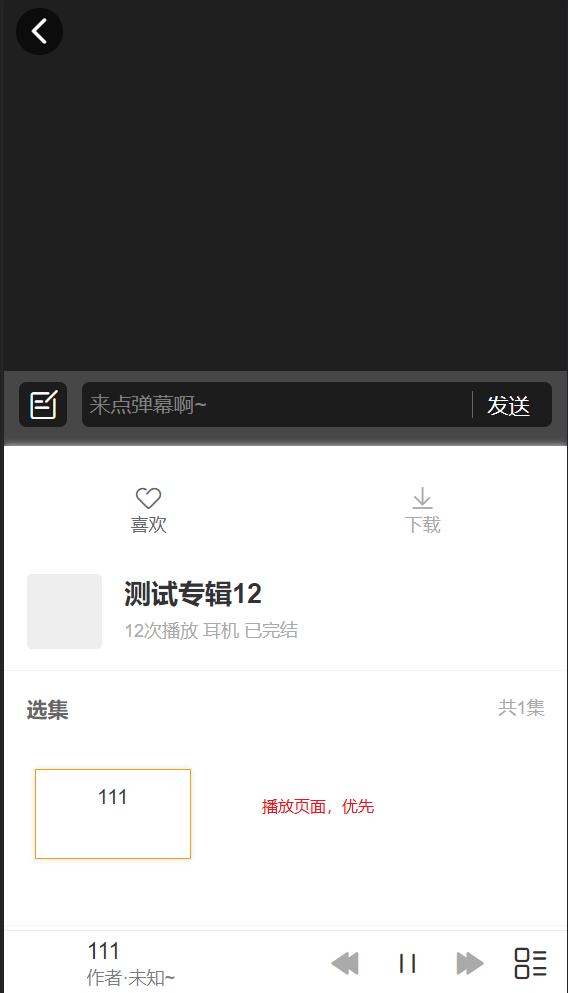 来点弹幕啊~ 发送
喜欢 下载
测试专辑12
12次播放 耳机 已完结
选集 共1集
111
播放页面，优先
111
作者·未知~